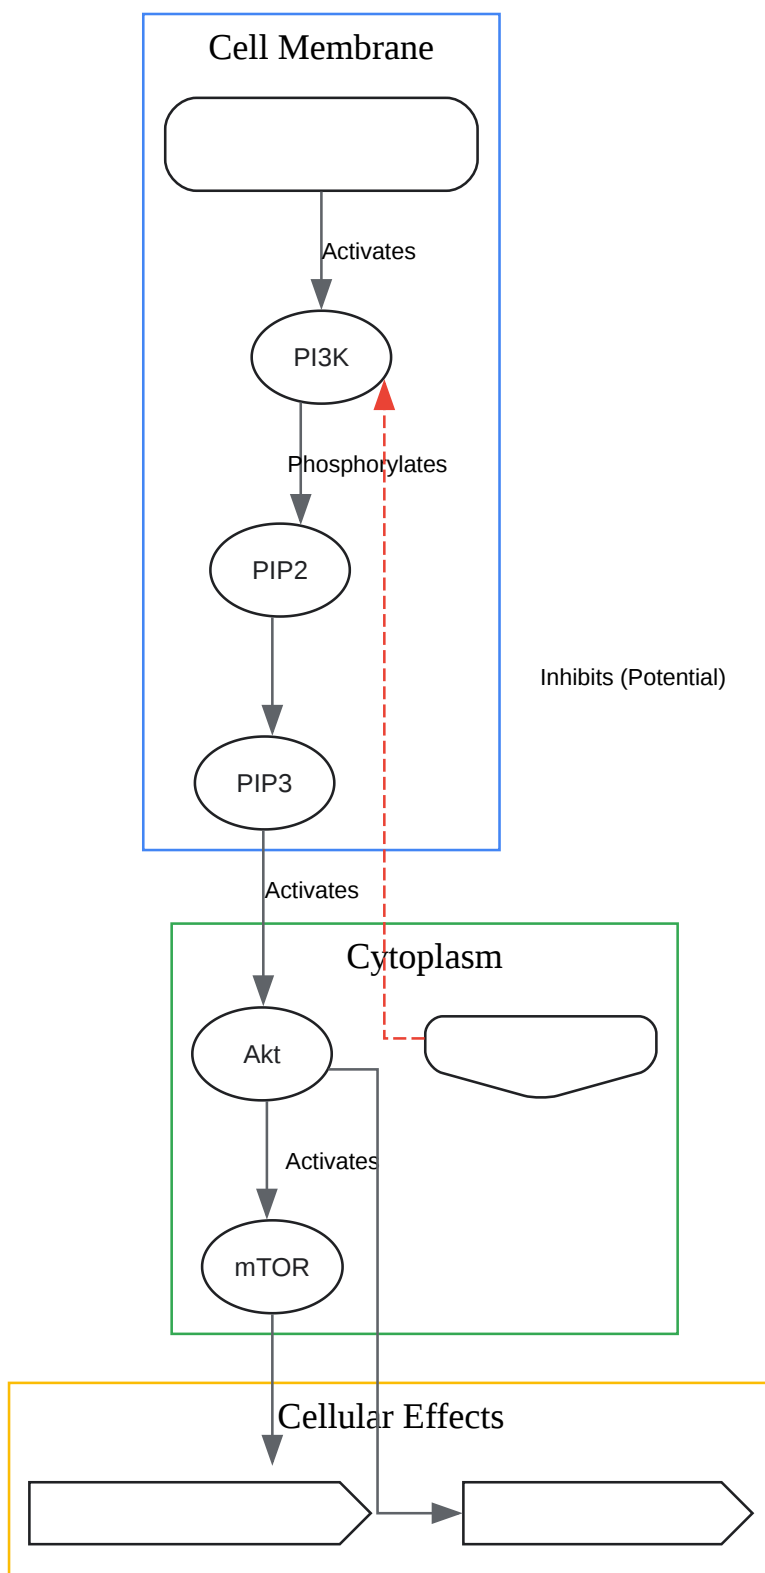 Cell Membrane
Activates
PI3K
Phosphorylates
PIP2
Inhibits (Potential)
PIP3
Activates
Cytoplasm
Akt
Activates
mTOR
Cellular Effects